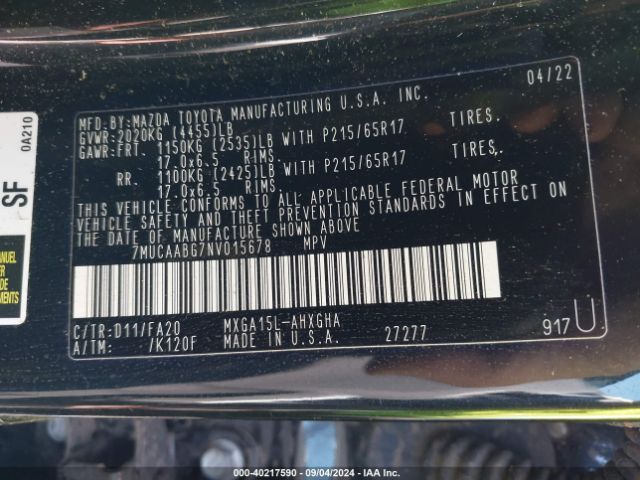 04/22
MFD.BY:MAZDA TOYOTA MANUFACTURING U.S.A. INC.
GVWR:2020KG (4455)LB
GAWR:FRT. 1150KG (2535)LB WITH P215/65R17 TIRES,
17.0x6.5 RIMS,
RR. 1100KG (2425)LB WITH P215/65R17 TIRES,
17.0x6.5 RIMS,
THIS VEHICLE CONFORMS TO ALL APPLICABLE FEDERAL MOTOR
VEHICLE SAFETY AND THEFT PREVENTION STANDARDS IN EFFECT ON
THE DATE OF MANUFACTURE SHOWN ABOVE
7MUCAABG7NV015678 MPV
C/TR:D11/FA20 MXGA15L-AHXGHA
A/TM: /K120F MADE IN U.S.A. 27277 917U
0A210
SF
000-40217590 - 09/04/2024 - IAA Inc.